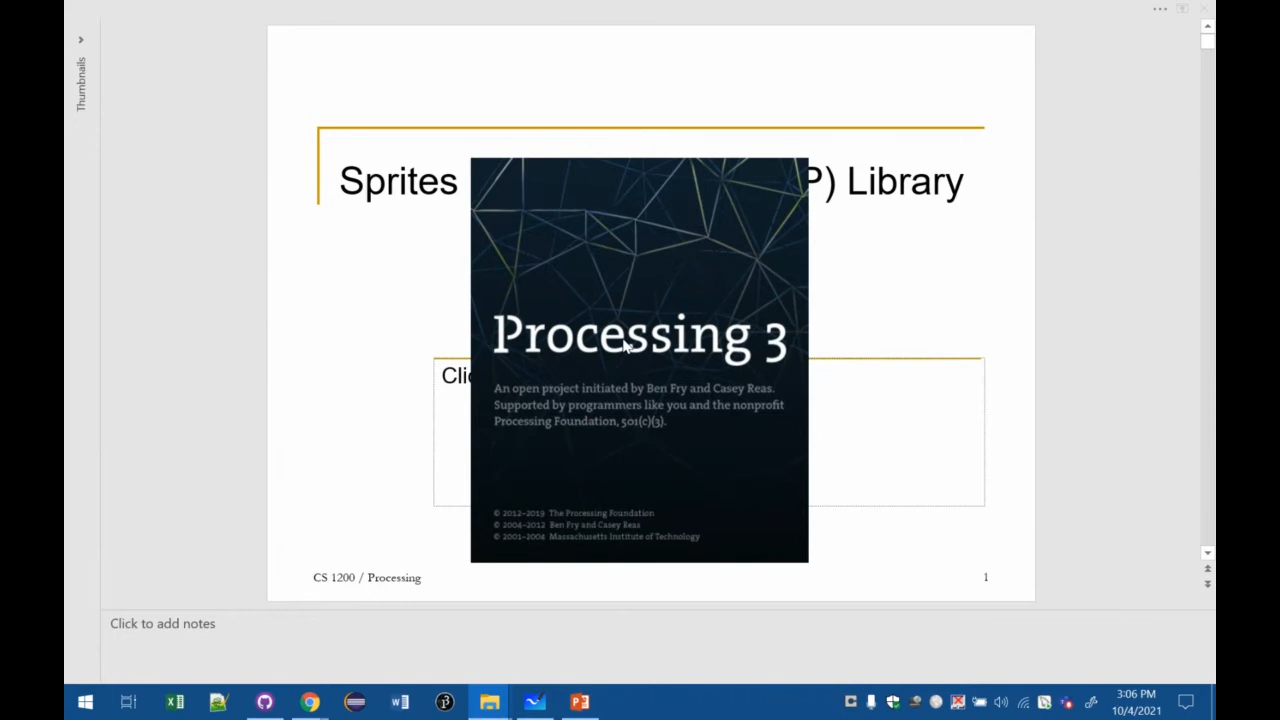 Thumbnails
Sprites P) Library
Processing 3
An open project initiated by Ben Fry and Casey Reas.
Supported by programmers like you and the nonprofit
Processing Foundation, 501(c)(3).
Clic
© 2012–2019 The Processing Foundation
© 2004–2012 Ben Fry and Casey Reas
© 2001–2004 Massachusetts Institute of Technology
CS 1200 / Processing 1
Click to add notes
3:06 PM
10/4/2021